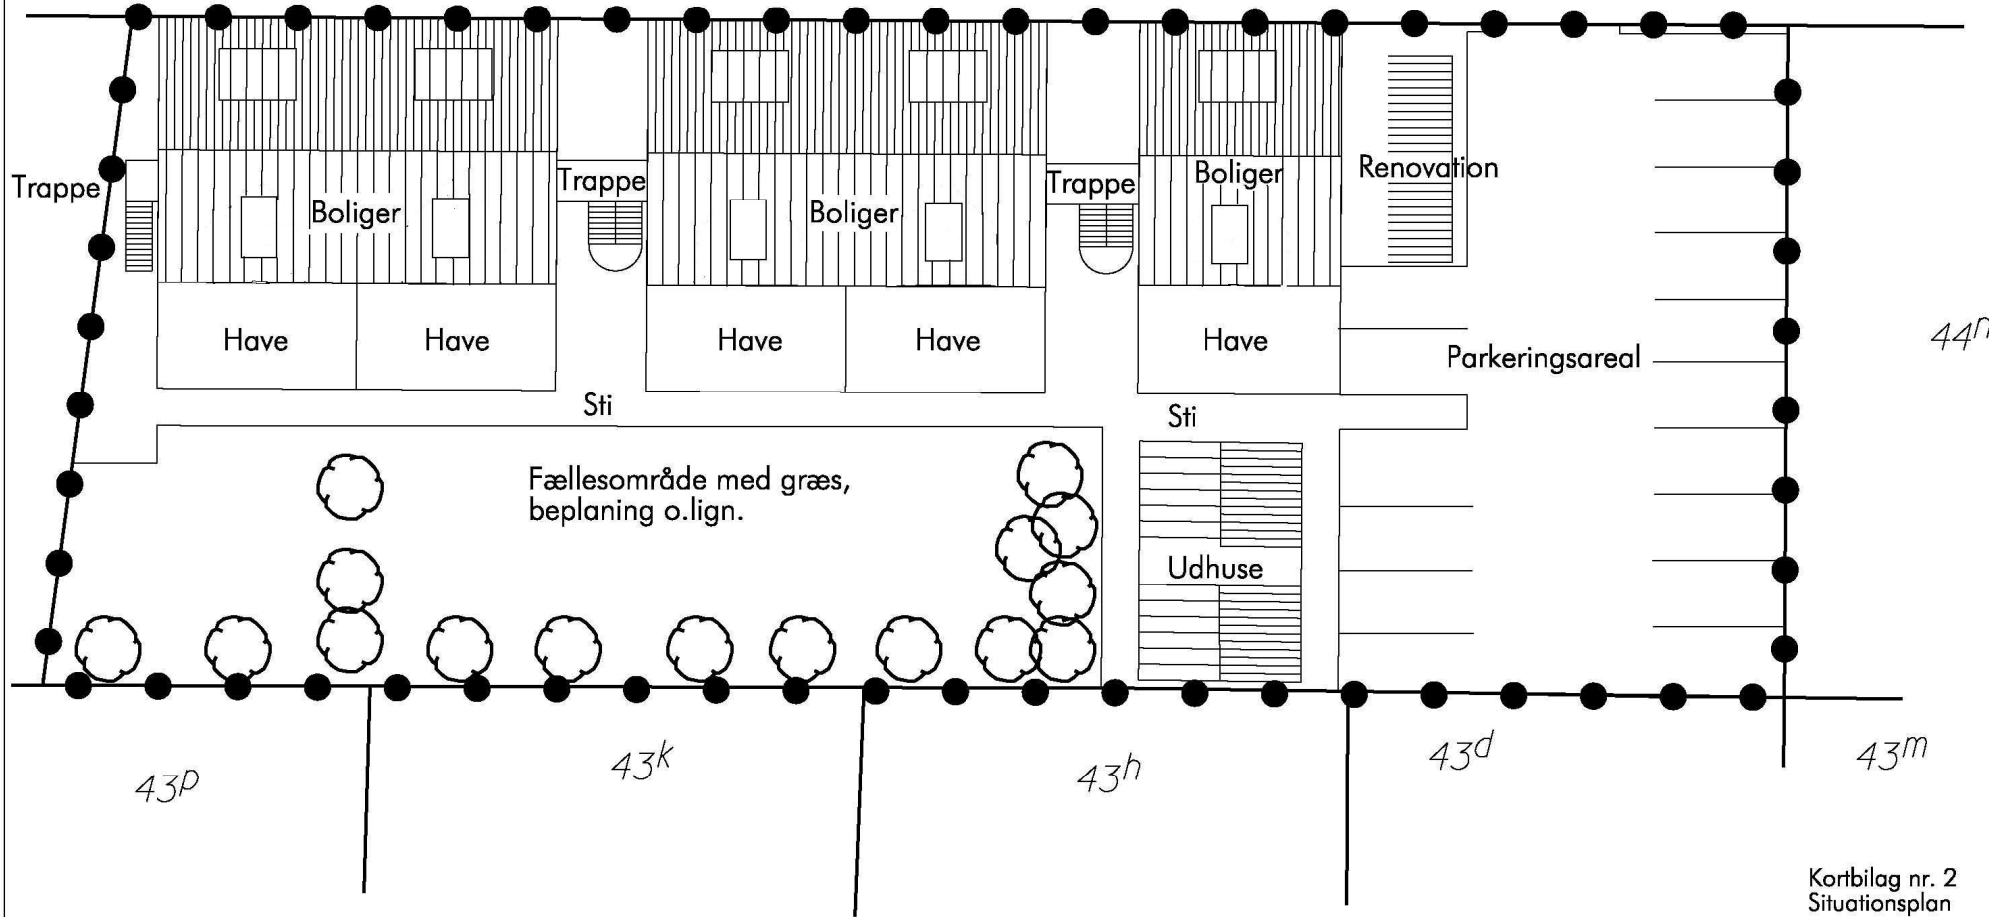 Trappe
Boliger
Trappe
Boliger
Trappe
Boliger
Renovation
Have
Have
Have
Have
Have
Parkeringsareal
44n
Sti
Sti
Fællesområde med græs,
beplaning o.lign.
Udhuse
43p
43k
43h
43d
43m
Kortbilag nr. 2
Situationsplan